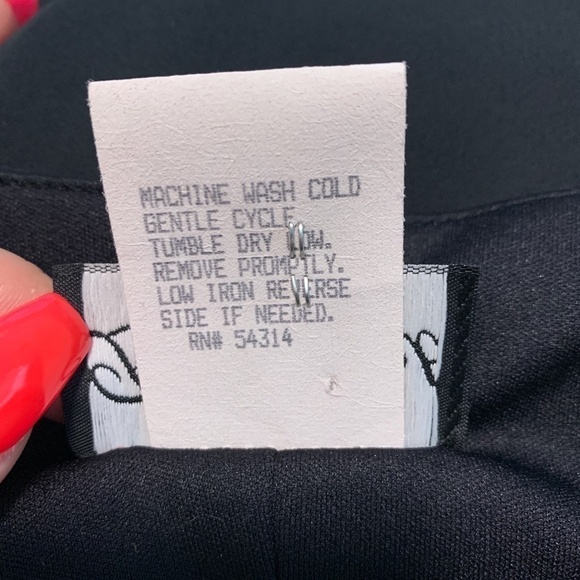 MACHINE WASH COLD
GENTLE CYCLE
TUMBLE DRY LOW.
REMOVE PROMPTLY.
LOW IRON REVERSE
SIDE IF NEEDED.
RN# 54314